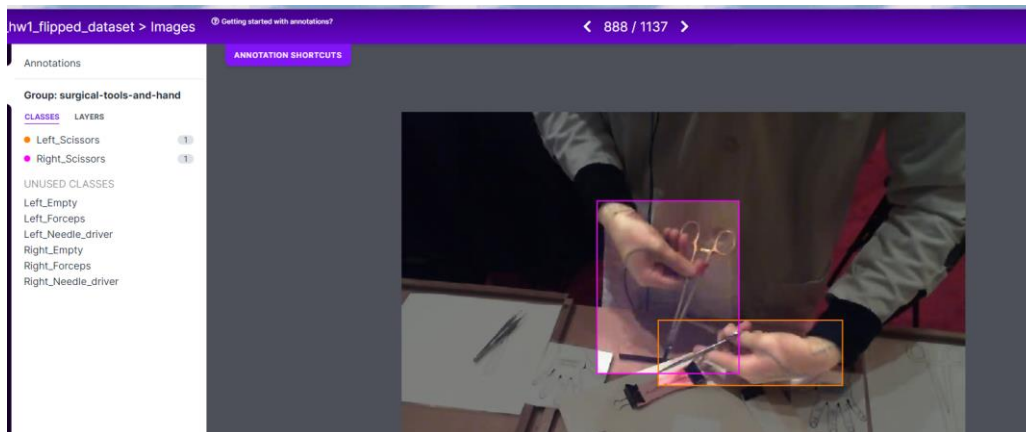 hw1_flipped_dataset > Images
Getting started with annotations?
888 / 1137
Annotations
ANNOTATION SHORTCUTS
Group: surgical-tools-and-hand
CLASSES LAYERS
Left_Scissors 1
Right_Scissors 1
UNUSED CLASSES
Left_Empty
Left_Forceps
Left_Needle_driver
Right_Empty
Right_Forceps
Right_Needle_driver